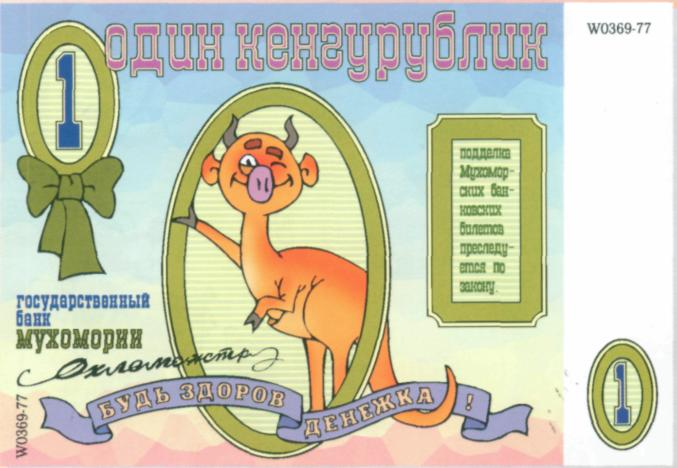 W0369-77
1
один кенгурублик
подделка
Мухомор-
ских бан-
ковских
билетов
преследу-
ется по
закону.
государственный
банк
мухомории
БУДЬ ЗДОРОВ ДЕНЕЖКА !
W0369-77
1